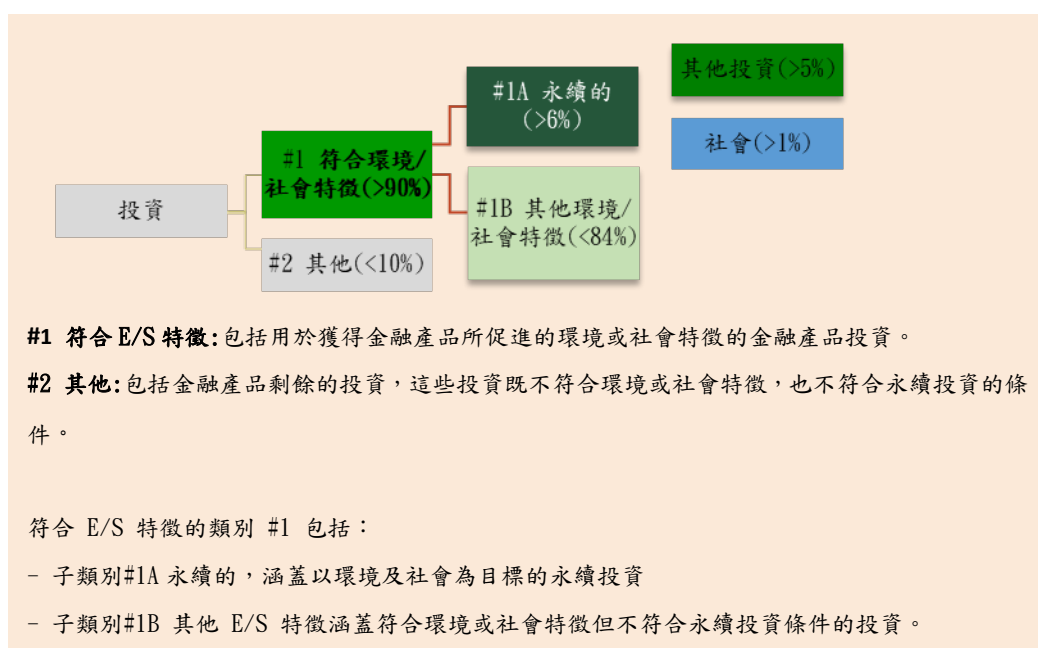 投資
#1 符合環境/
社會特徵(>90%)
#2 其他(<10%)
#1A 永續的
(>6%)
#1B 其他環境/
社會特徵(<84%)
其他投資(>5%)
社會(>1%)
#1 符合E/S特徵:包括用於獲得金融產品所促進的環境或社會特徵的金融產品投資。
#2 其他:包括金融產品剩餘的投資，這些投資既不符合環境或社會特徵，也不符合永續投資的條
件。
符合 E/S 特徵的類別 #1 包括：
- 子類別#1A 永續的，涵蓋以環境及社會為目標的永續投資
- 子類別#1B 其他 E/S 特徵涵蓋符合環境或社會特徵但不符合永續投資條件的投資。